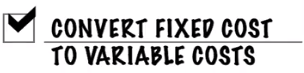 CONVERT FIXED COST
TO VARIABLE COSTS